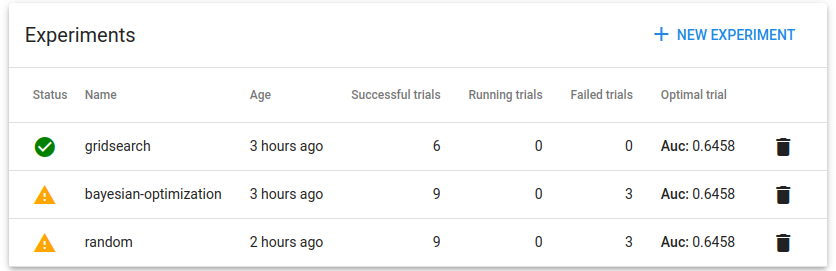 Experiments
+ NEW EXPERIMENT
Status Name Age Successful trials Running trials Failed trials Optimal trial
gridsearch 3 hours ago 6 0 0 Auc: 0.6458
bayesian-optimization 3 hours ago 9 0 3 Auc: 0.6458
random 2 hours ago 9 0 3 Auc: 0.6458